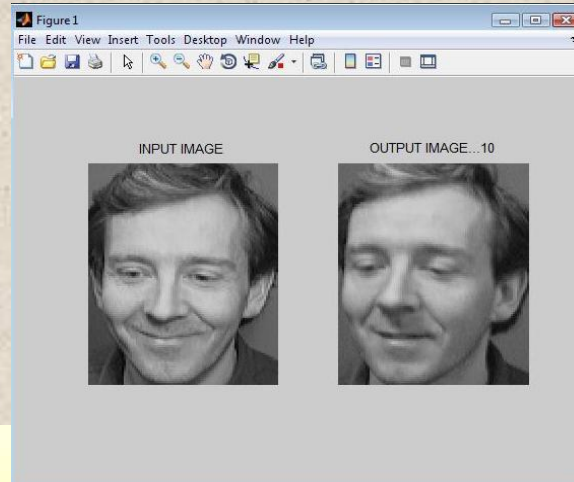 Figure 1
File Edit View Insert Tools Desktop Window Help
INPUT IMAGE
OUTPUT IMAGE...10